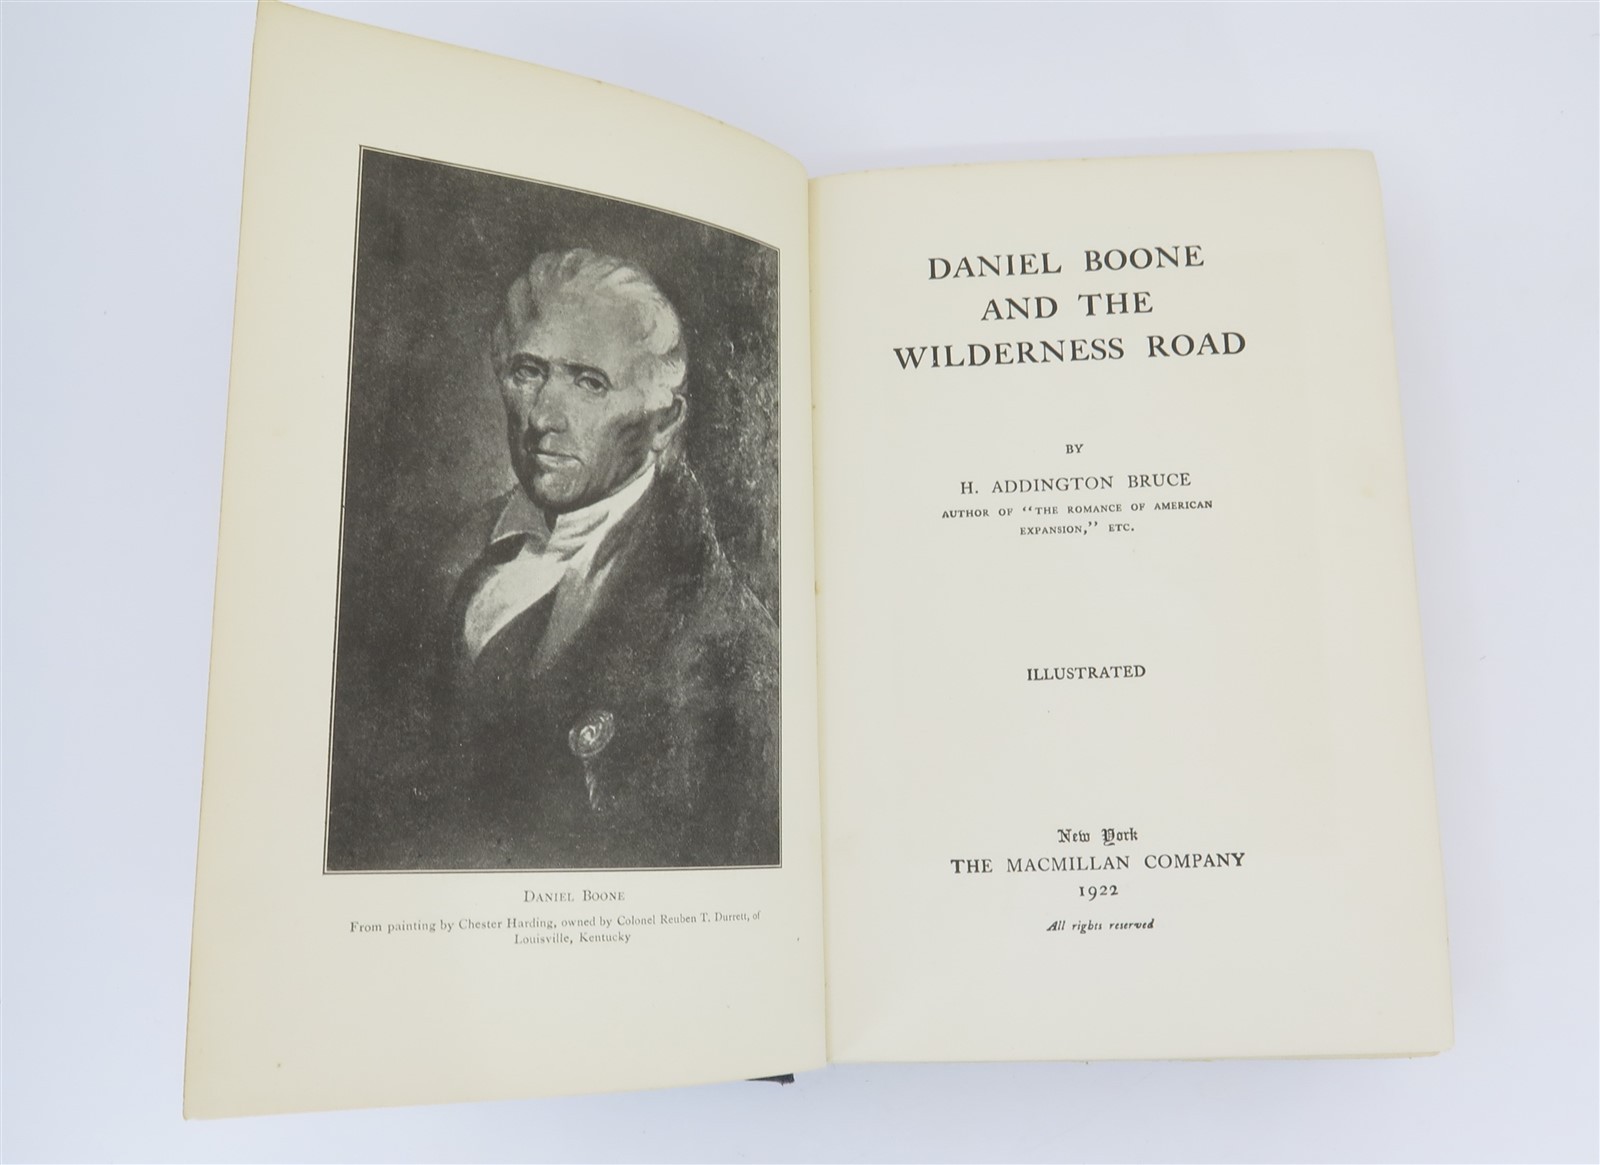 DANIEL BOONE
From painting by Chester Harding, owned by Colonel Reuben T. Durrett, of
Louisville, Kentucky
DANIEL BOONE
AND THE
WILDERNESS ROAD
BY
H. ADDINGTON BRUCE
AUTHOR OF "THE ROMANCE OF AMERICAN
EXPANSION," ETC.
ILLUSTRATED
New York
THE MACMILLAN COMPANY
1922
All rights reserved